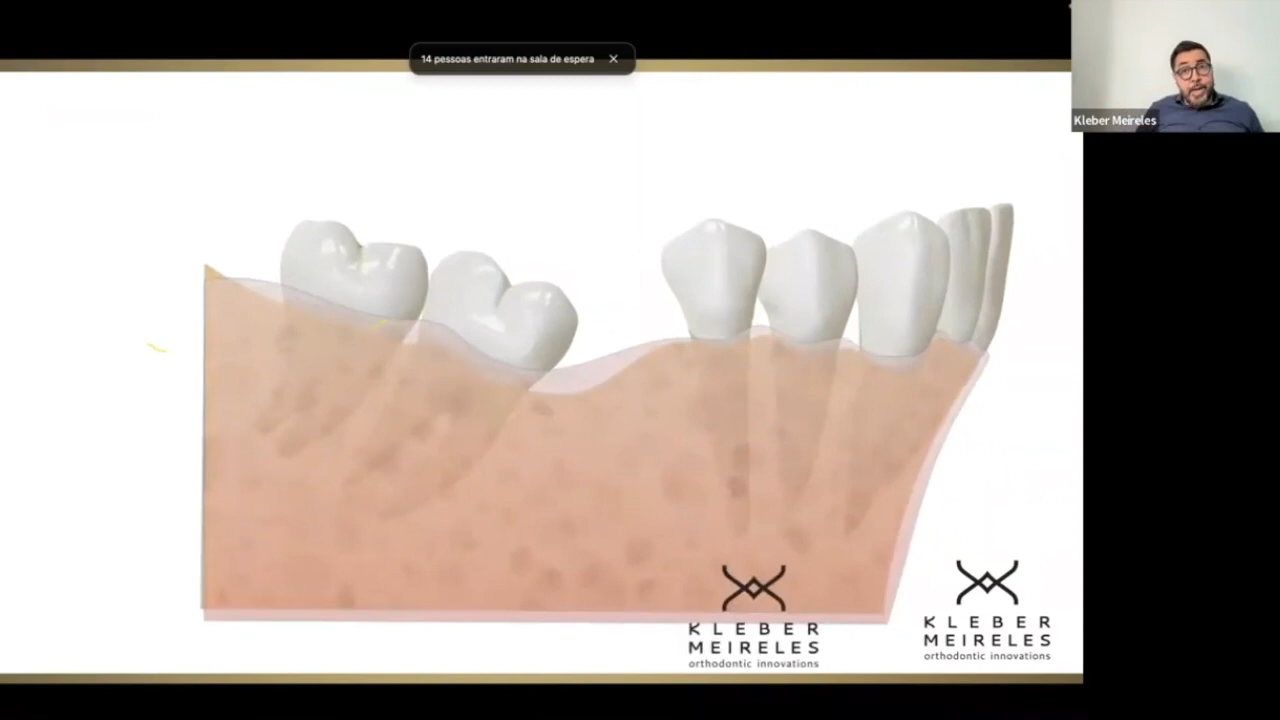 14 pessoas entraram na sala de espera
Kleber Meireles
KLEBER
MEIRELES
orthodontic innovations
KLEBER
MEIRELES
orthodontic innovations